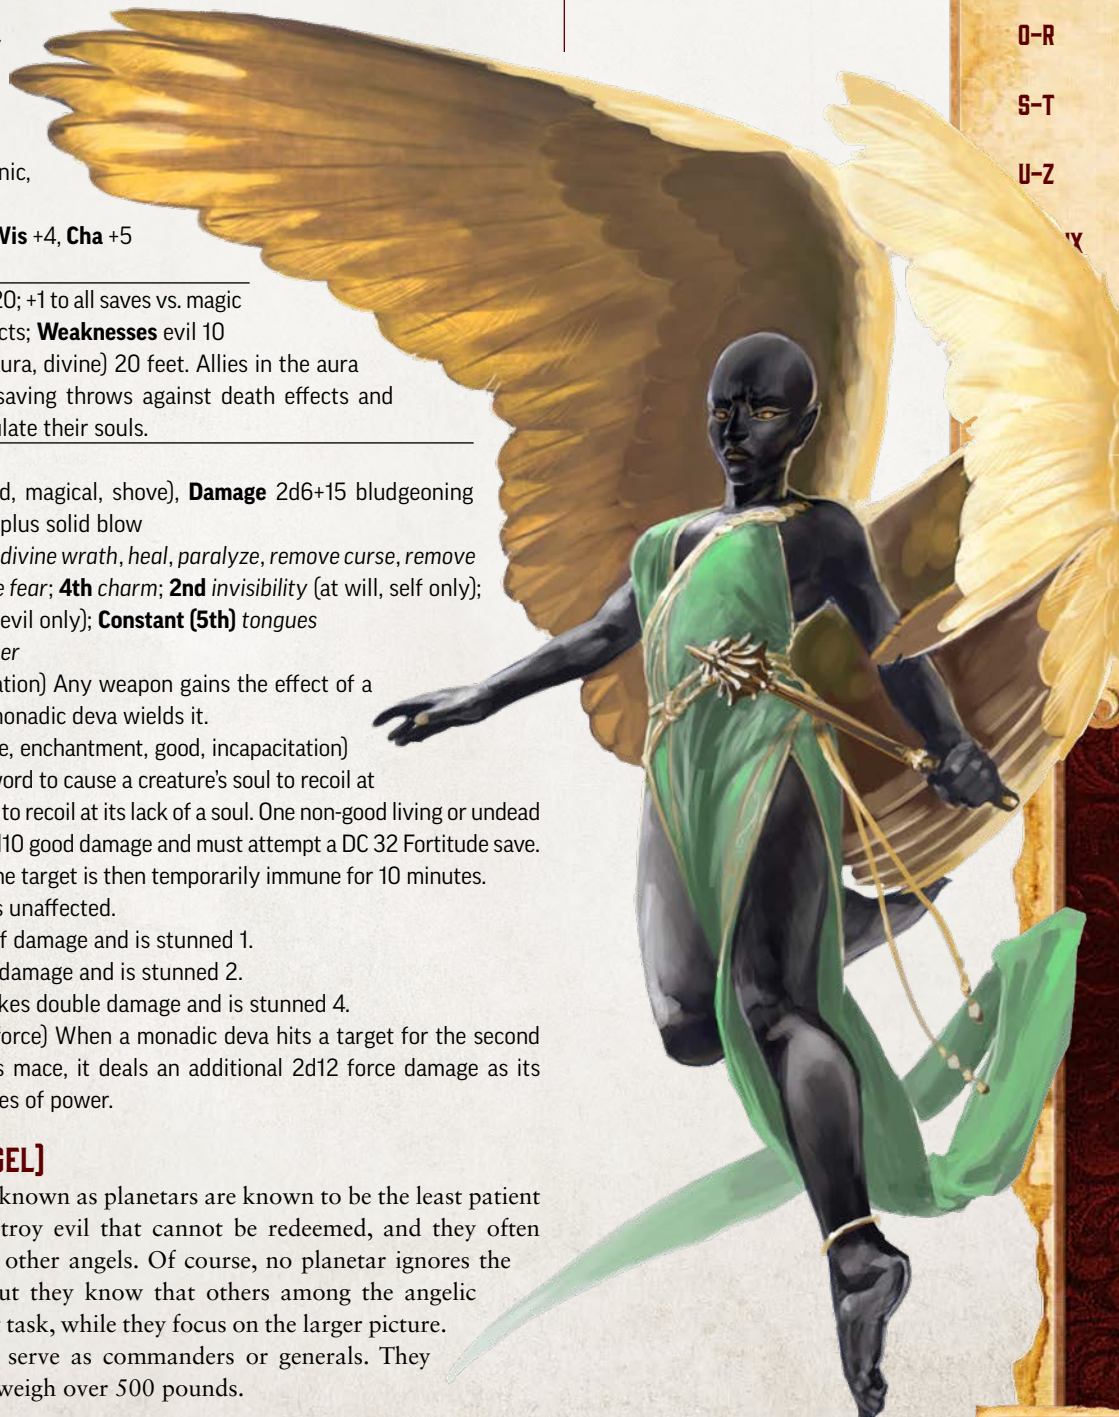 nic,
Wis +4, Cha +5
20; +1 to all saves vs. magic
cts; Weaknesses evil 10
ura, divine) 20 feet. Allies in the aura
saving throws against death effects and
ulate their souls.
d, magical, shove), Damage 2d6+15 bludgeoning
plus solid blow
divine wrath, heal, paralyze, remove curse, remove
e fear; 4th charm; 2nd invisibility (at will, self only);
evil only); Constant (5th) tongues
er
ation) Any weapon gains the effect of a
monadic deva wields it.
e, enchantment, good, incapacitation)
word to cause a creature's soul to recoil at
to recoil at its lack of a soul. One non-good living or undead
d10 good damage and must attempt a DC 32 Fortitude save.
he target is then temporarily immune for 10 minutes.
s unaffected.
f damage and is stunned 1.
damage and is stunned 2.
kes double damage and is stunned 4.
force) When a monadic deva hits a target for the second
s mace, it deals an additional 2d12 force damage as its
es of power.
GEL)
known as planetars are known to be the least patient
troy evil that cannot be redeemed, and they often
other angels. Of course, no planetar ignores the
ut they know that others among the angelic
task, while they focus on the larger picture.
serve as commanders or generals. They
weigh over 500 pounds.
O–R
S–T
U–Z
IX